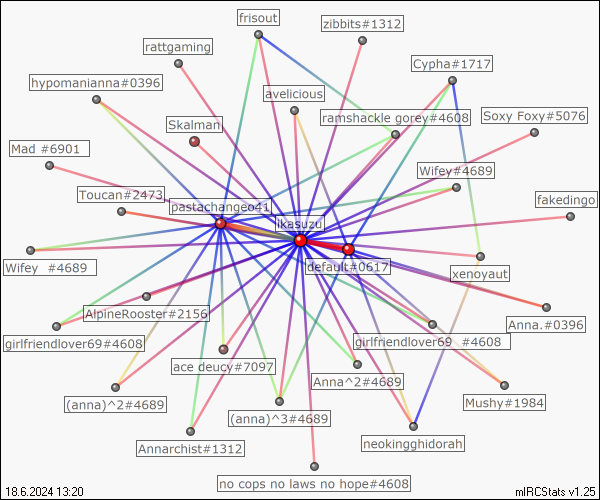 frisout
zibbits#1312
rattgaming
Cypha#1717
hypomanianna#0396
avelicious
ramshackle gorey#4608
Soxy Foxy#5076
Skalman
Mad #6901
Wifey#4689
Toucan#2473
pastachangeo41
fakedingo
ikasuzu
Wifey #4689
default#0617
xenoyaut
AlpineRooster#2156
Anna.#0396
girlfriendlover69#4608
girlfriendlover69 #4608
ace deucy#7097
Anna^2#4689
(anna)^2#4689
Mushy#1984
(anna)^3#4689
Annarchist#1312
neokingghidorah
no cops no laws no hope#4608
18.6.2024 13:20
mIRCStats v1.25